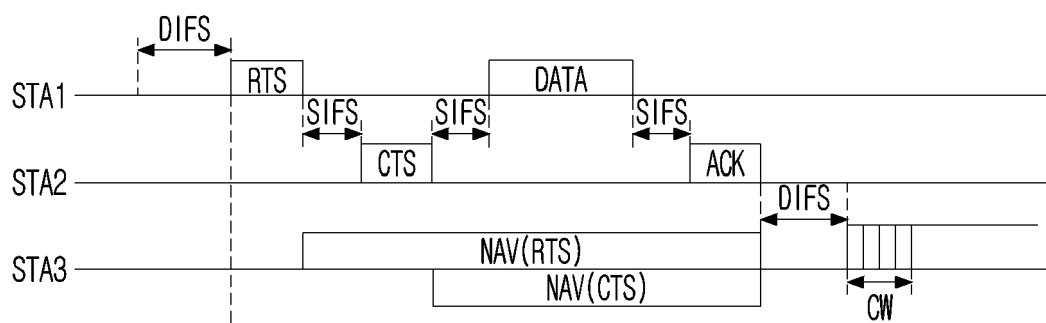 DIFS
STA1 RTS DATA
SIFS SIFS SIFS
STA2 CTS ACK
DIFS
STA3 NAV(RTS)
NAV(CTS)
CW